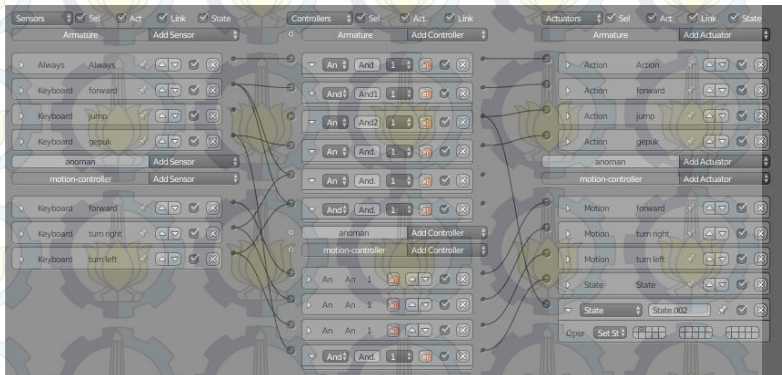 Sensors Sel Act Link State
Armature Add Sensor
Always Always
Keyboard forward
Keyboard jump
Keyboard gepuk
anoman Add Sensor
motion-controller Add Sensor
Keyboard forward
Keyboard turn right
Keyboard turn left
Controllers Sel Act Link
Armature Add Controller
An And 1
And And1 1
An And2 1
An And. 1
An And. 1
And And. 1
anoman Add Controller
motion-controller Add Controller
An An 1
An An 1
An An 1
And And. 1
Actuators Sel Act Link State
Armature Add Actuator
Action Action
Action forward
Action jump
Action gepuk
anoman Add Actuator
motion-controller Add Actuator
Motion forward
Motion turn right
Motion turn left
State State
State State.002
Oper Set St